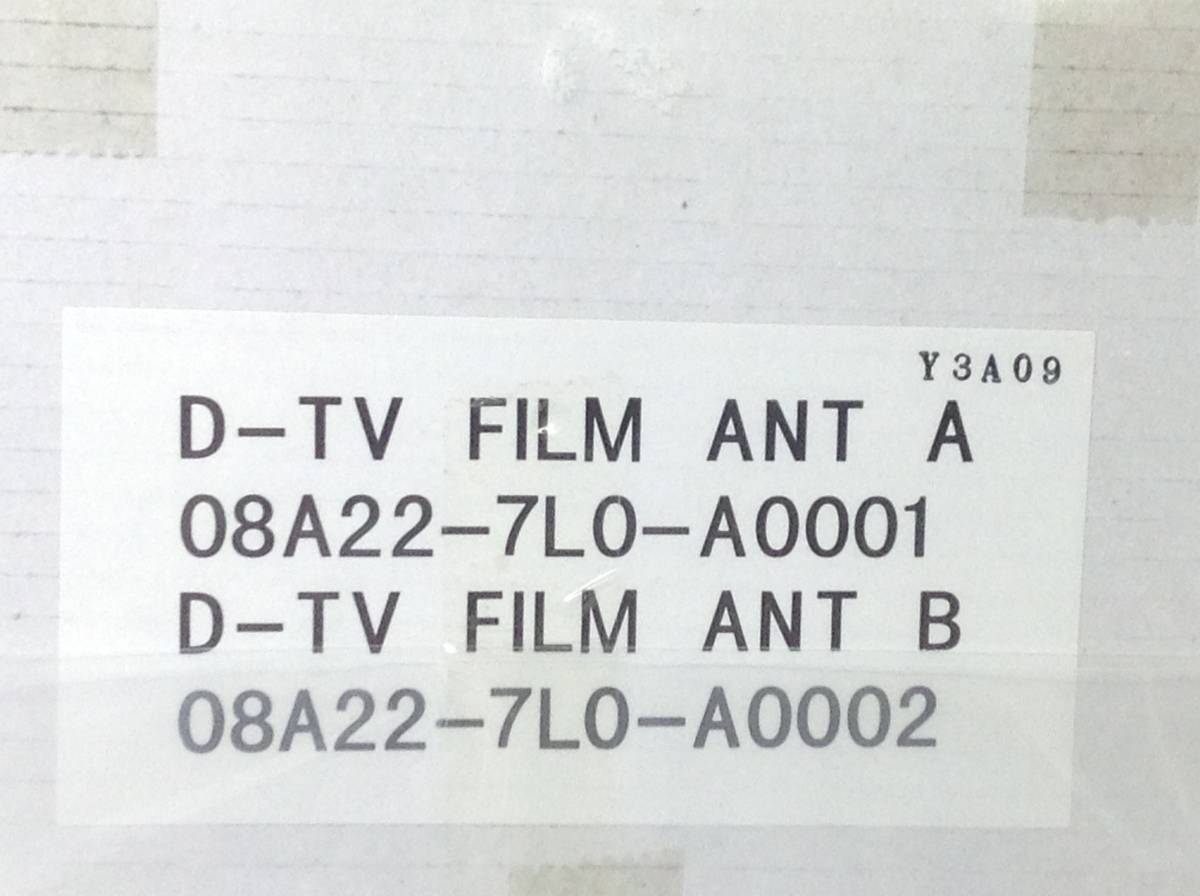 Y3A09
D-TV FILM ANT A
08A22-7L0-A0001
D-TV FILM ANT B
08A22-7L0-A0002